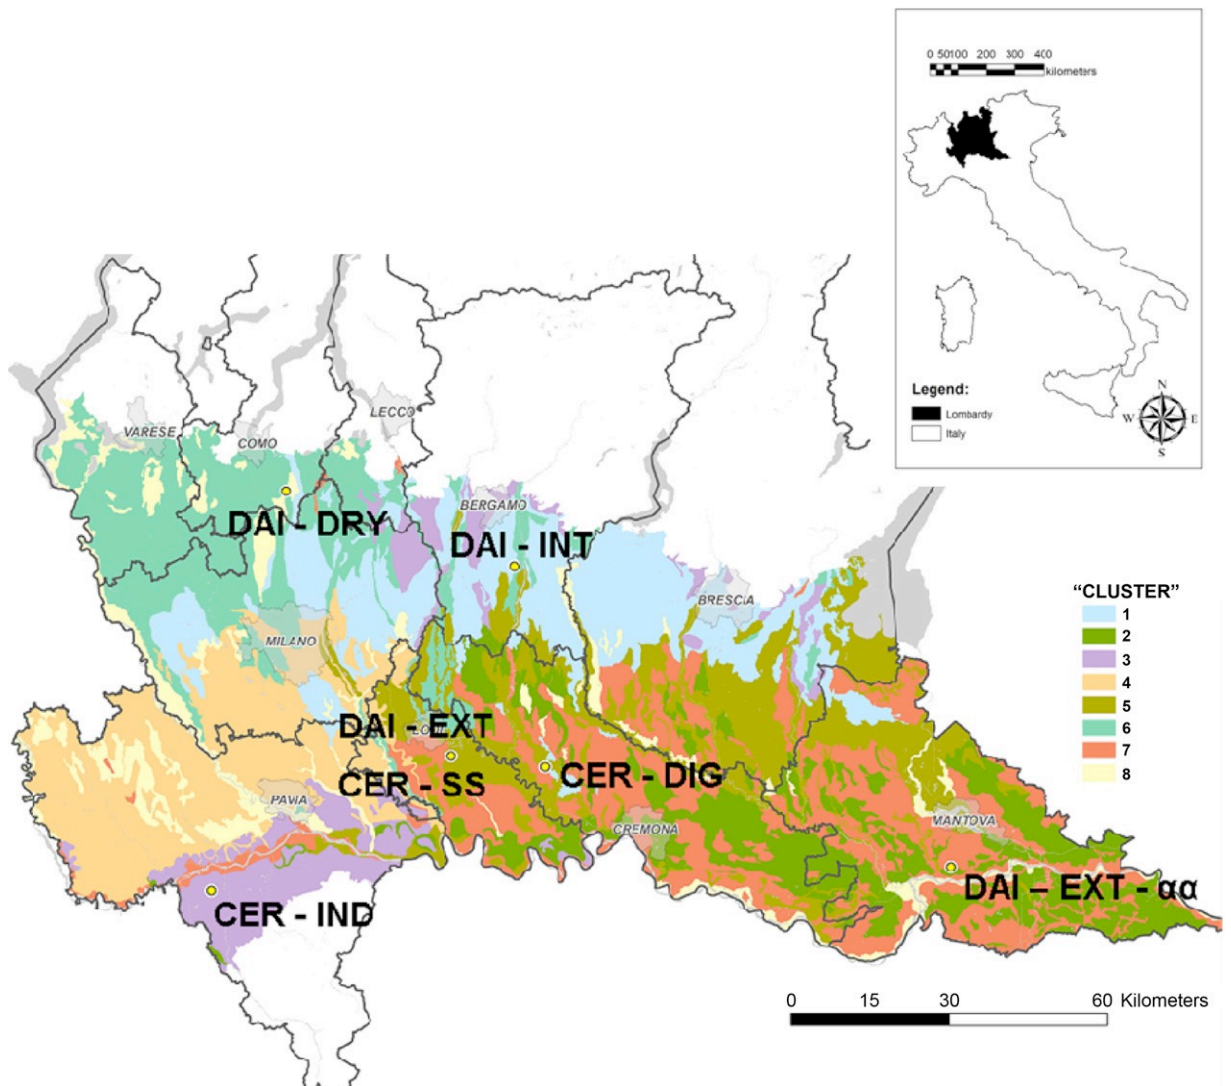 0 50100 200 300 400
kilometers
Legend:
Lombardy
Italy
N
W E
S
LECCO
VARESE
COMO
BERGAMO
DAI - DRY
DAI - INT
BRESCIA
MILANO
"CLUSTER"
1
2
3
4
5
6
7
8
DAI - EXT
CER - SS
CER - DIG
PAVIA
CREMONA
MANTOVA
DAI – EXT - αα
CER - IND
0 15 30 60 Kilometers